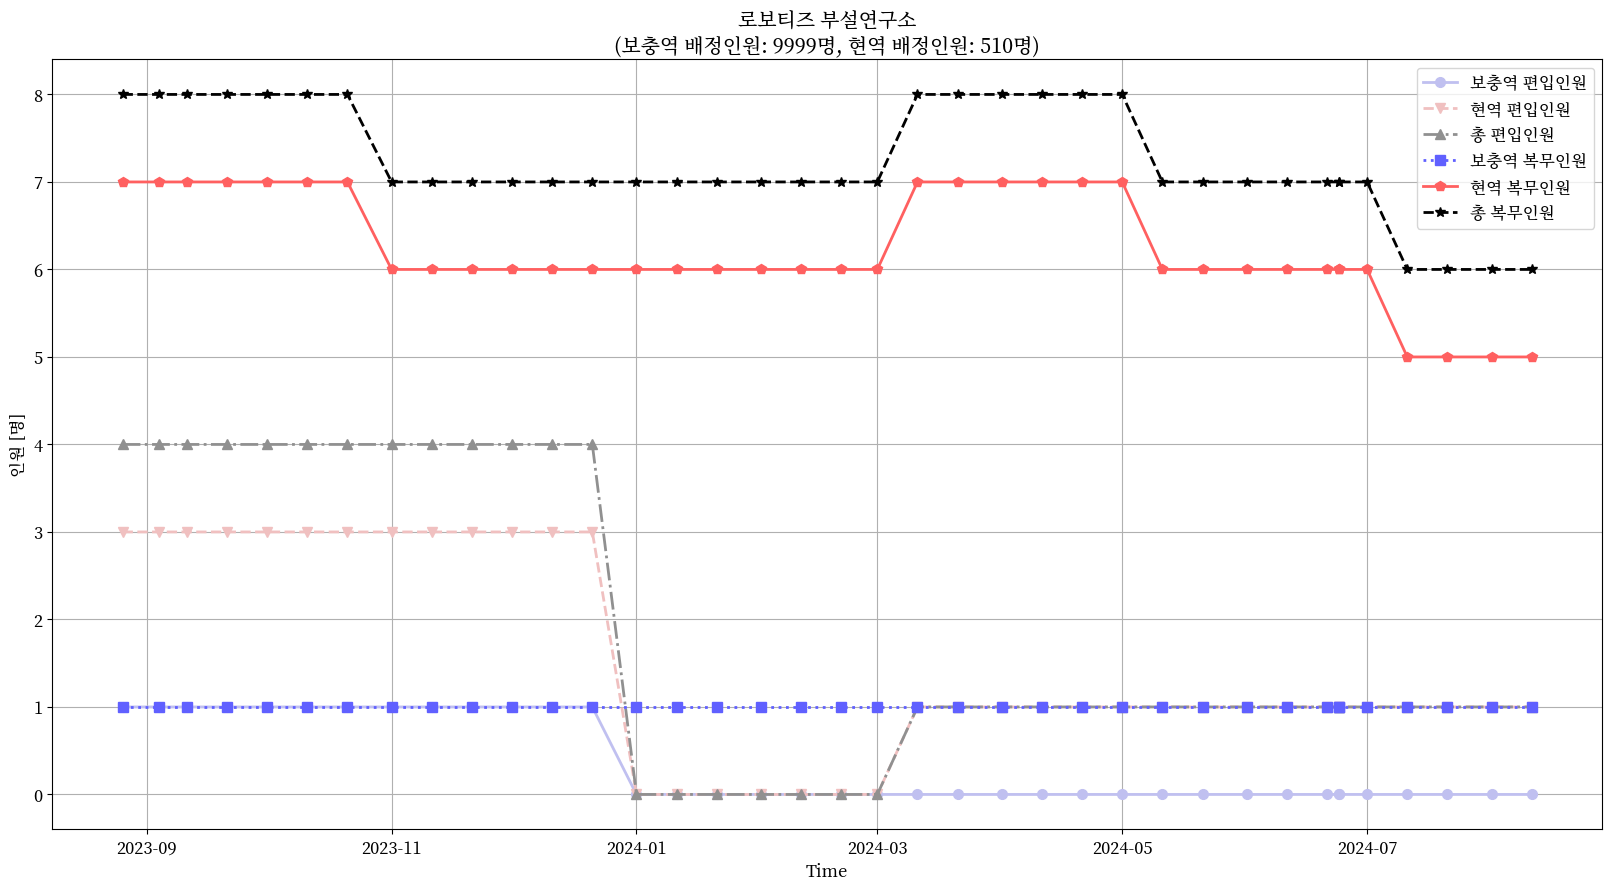 로보티즈 부설연구소
(보충역 배정인원: 9999명, 현역 배정인원: 510명)
보충역 편입인원
현역 편입인원
총 편입인원
보충역 복무인원
현역 복무인원
총 복무인원
인원 [명]
8
7
6
5
4
3
2
1
0
2023-09
2023-11
2024-01
2024-03
2024-05
2024-07
Time